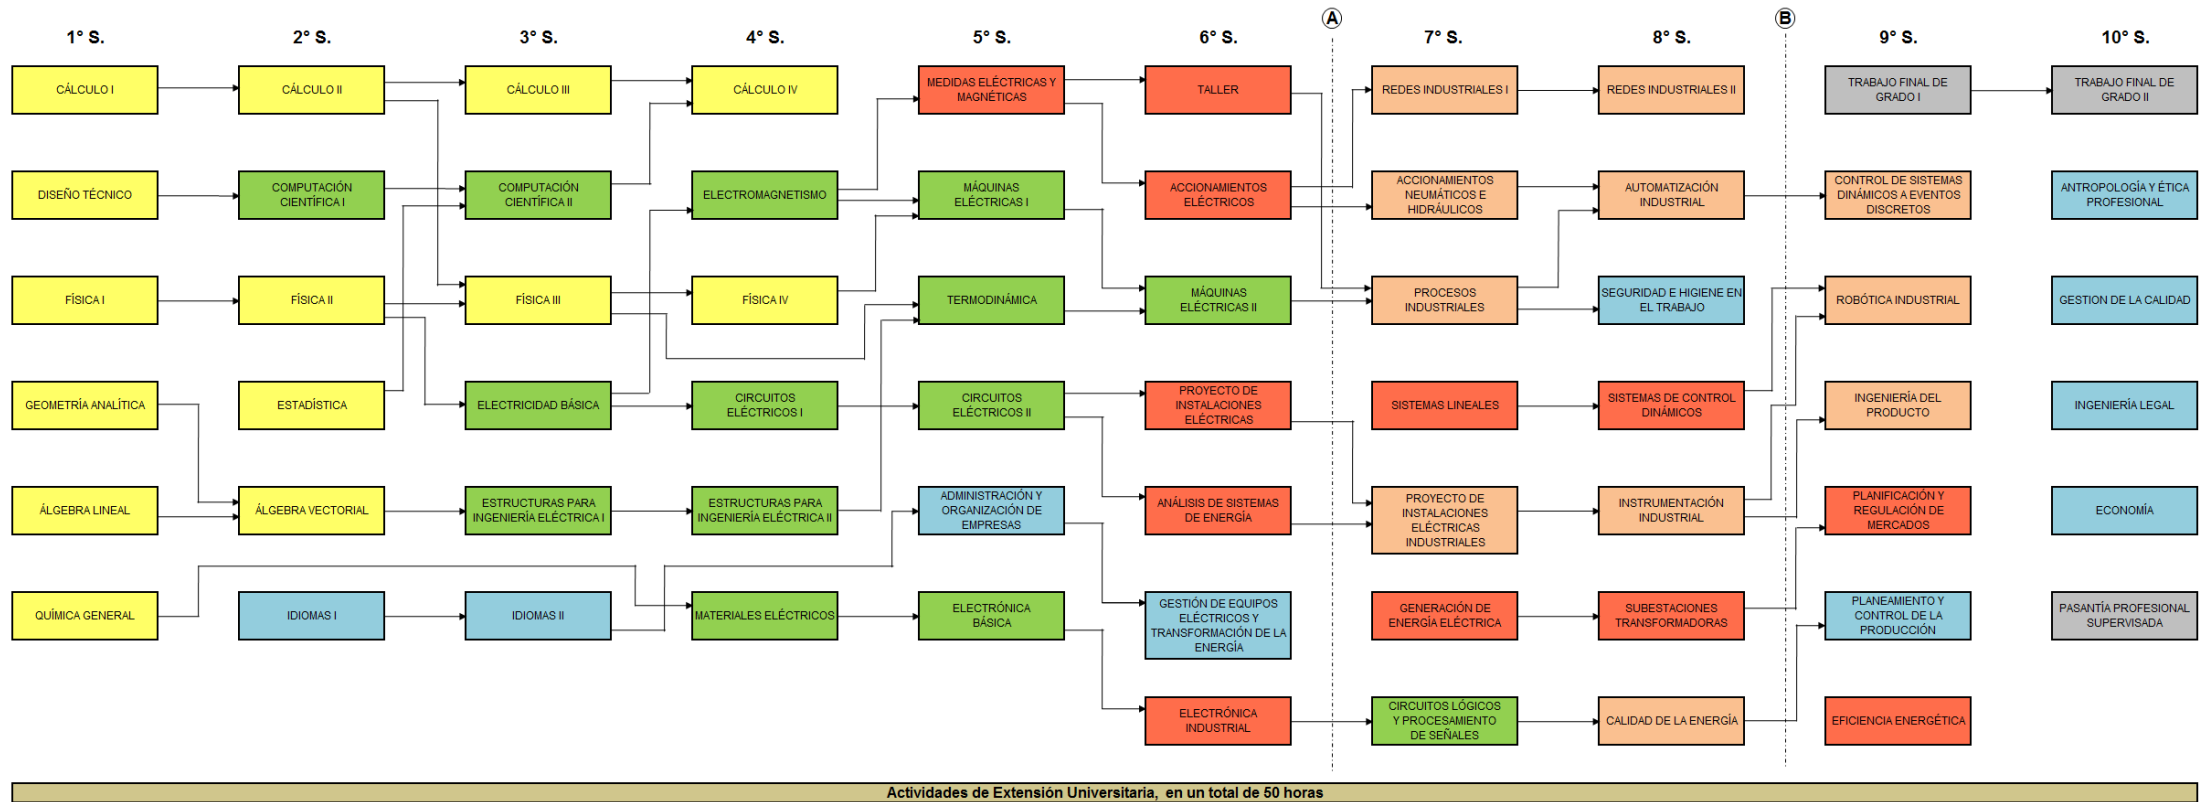 A
B
1° S.
2° S.
3° S.
4° S.
5° S.
6° S.
7° S.
8° S.
9° S.
10° S.
CÁLCULO I
CÁLCULO II
CÁLCULO III
CÁLCULO IV
MEDIDAS ELÉCTRICAS Y
MAGNÉTICAS
TALLER
REDES INDUSTRIALES I
REDES INDUSTRIALES II
TRABAJO FINAL DE
GRADO I
TRABAJO FINAL DE
GRADO II
DISEÑO TÉCNICO
COMPUTACIÓN
CIENTÍFICA I
COMPUTACIÓN
CIENTÍFICA II
ELECTROMAGNETISMO
MÁQUINAS
ELÉCTRICAS I
ACCIONAMIENTOS
ELÉCTRICOS
ACCIONAMIENTOS
NEUMÁTICOS E
HIDRÁULICOS
AUTOMATIZACIÓN
INDUSTRIAL
CONTROL DE SISTEMAS
DINÁMICOS A EVENTOS
DISCRETOS
ANTROPOLOGÍA Y ÉTICA
PROFESIONAL
FÍSICA I
FÍSICA II
FÍSICA III
FÍSICA IV
TERMODINÁMICA
MÁQUINAS
ELÉCTRICAS II
PROCESOS
INDUSTRIALES
SEGURIDAD E HIGIENE EN
EL TRABAJO
ROBÓTICA INDUSTRIAL
GESTION DE LA CALIDAD
GEOMETRÍA ANALÍTICA
ESTADÍSTICA
ELECTRICIDAD BÁSICA
CIRCUITOS
ELÉCTRICOS I
CIRCUITOS
ELÉCTRICOS II
PROYECTO DE
INSTALACIONES
ELÉCTRICAS
SISTEMAS LINEALES
SISTEMAS DE CONTROL
DINÁMICOS
INGENIERÍA DEL
PRODUCTO
INGENIERÍA LEGAL
ÁLGEBRA LINEAL
ÁLGEBRA VECTORIAL
ESTRUCTURAS PARA
INGENIERÍA ELÉCTRICA I
ESTRUCTURAS PARA
INGENIERÍA ELÉCTRICA II
ADMINISTRACIÓN Y
ORGANIZACIÓN DE
EMPRESAS
ANÁLISIS DE SISTEMAS
DE ENERGÍA
PROYECTO DE
INSTALACIONES
ELÉCTRICAS
INDUSTRIALES
INSTRUMENTACIÓN
INDUSTRIAL
PLANIFICACIÓN Y
REGULACIÓN DE
MERCADOS
ECONOMÍA
QUÍMICA GENERAL
IDIOMAS I
IDIOMAS II
MATERIALES ELÉCTRICOS
ELECTRÓNICA
BÁSICA
GESTIÓN DE EQUIPOS
ELÉCTRICOS Y
TRANSFORMACIÓN DE LA
ENERGÍA
GENERACIÓN DE
ENERGÍA ELÉCTRICA
SUBESTACIONES
TRANSFORMADORAS
PLANEAMIENTO Y
CONTROL DE LA
PRODUCCIÓN
PASANTÍA PROFESIONAL
SUPERVISADA
ELECTRÓNICA
INDUSTRIAL
CIRCUITOS LÓGICOS
Y PROCESAMIENTO
DE SEÑALES
CALIDAD DE LA ENERGÍA
EFICIENCIA ENERGÉTICA
Actividades de Extensión Universitaria, en un total de 50 horas